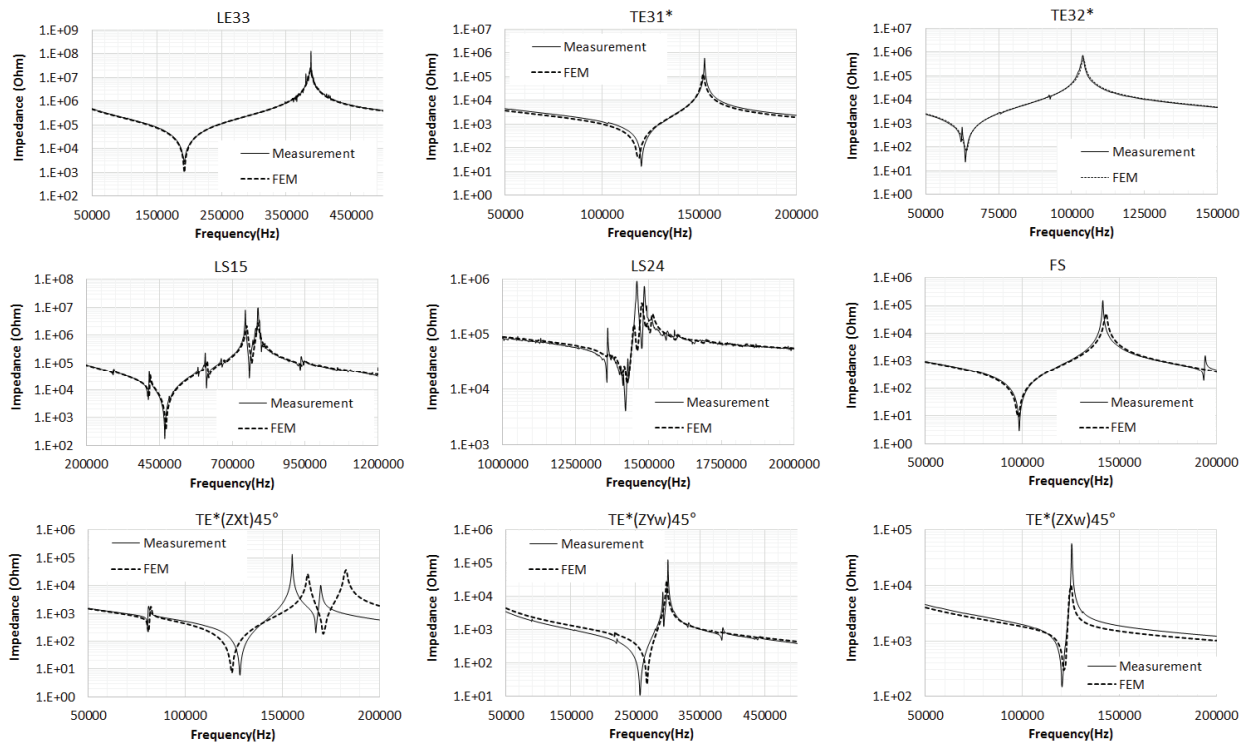 LE33
Impedance (Ohm)
1.E+09
1.E+08
1.E+07
1.E+06
1.E+05
1.E+04
1.E+03
1.E+02
Measurement
FEM
50000 150000 250000 350000 450000
Frequency(Hz)
TE31*
Impedance (Ohm)
1.E+07
1.E+06
1.E+05
1.E+04
1.E+03
1.E+02
1.E+01
1.E+00
Measurement
FEM
50000 100000 150000 200000
Frequency(Hz)
TE32*
Impedance (Ohm)
1.E+07
1.E+06
1.E+05
1.E+04
1.E+03
1.E+02
1.E+01
1.E+00
Measurement
FEM
50000 75000 100000 125000 150000
Frequency(Hz)
LS15
Impedance (Ohm)
1.E+08
1.E+07
1.E+06
1.E+05
1.E+04
1.E+03
1.E+02
Measurement
FEM
200000 450000 700000 950000 1200000
Frequency(Hz)
LS24
Impedance (Ohm)
1.E+06
1.E+05
1.E+04
1.E+03
Measurement
FEM
1000000 1250000 1500000 1750000 2000000
Frequency(Hz)
FS
Impedance (Ohm)
1.E+06
1.E+05
1.E+04
1.E+03
1.E+02
1.E+01
1.E+00
Measurement
FEM
50000 100000 150000 200000
Frequency(Hz)
TE*(ZXt)45°
Impedance (Ohm)
1.E+06
1.E+05
1.E+04
1.E+03
1.E+02
1.E+01
1.E+00
Measurement
FEM
50000 100000 150000 200000
Frequency(Hz)
TE*(ZYw)45°
Impedance (Ohm)
1.E+06
1.E+05
1.E+04
1.E+03
1.E+02
1.E+01
Measurement
FEM
50000 150000 250000 350000 450000
Frequency(Hz)
TE*(ZXw)45°
Impedance (Ohm)
1.E+05
1.E+04
1.E+03
1.E+02
Measurement
FEM
50000 100000 150000 200000
Frequency(Hz)